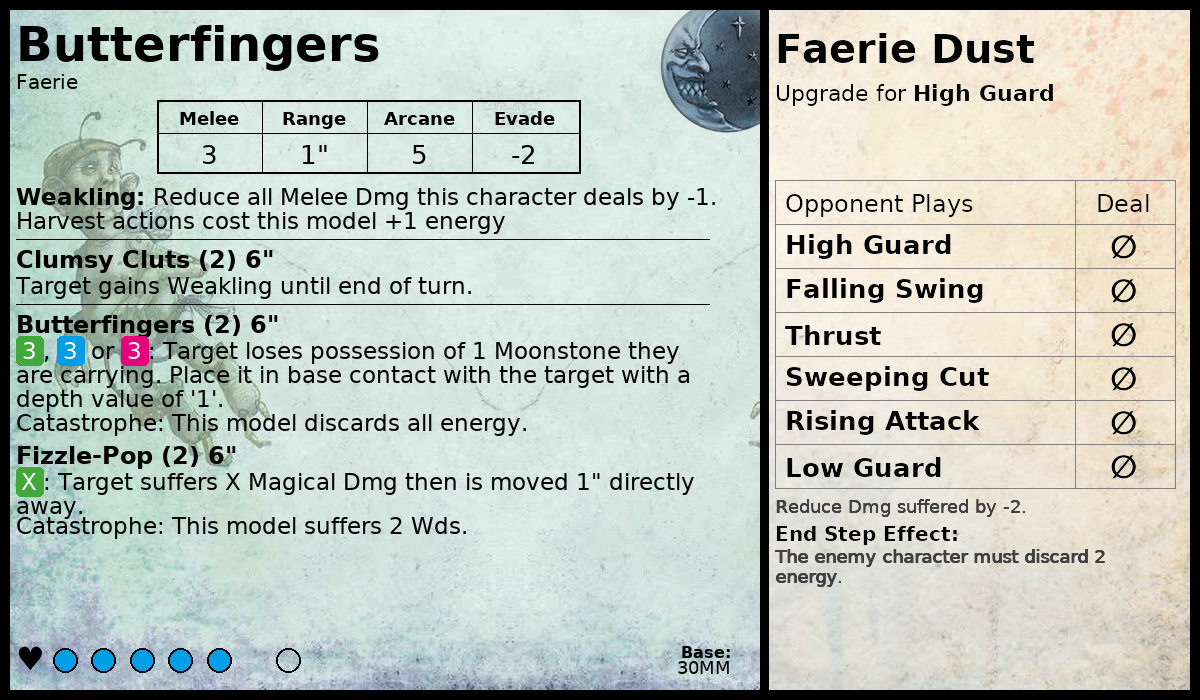 Butterfingers
Faerie
Melee Range Arcane Evade
3 1" 5 -2
Weakling: Reduce all Melee Dmg this character deals by -1.
Harvest actions cost this model +1 energy
Clumsy Cluts (2) 6"
Target gains Weakling until end of turn.
Butterfingers (2) 6"
3, 3 or 3: Target loses possession of 1 Moonstone they
are carrying. Place it in base contact with the target with a
depth value of '1'.
Catastrophe: This model discards all energy.
Fizzle-Pop (2) 6"
X: Target suffers X Magical Dmg then is moved 1" directly
away.
Catastrophe: This model suffers 2 Wds.
Base:
30MM
Faerie Dust
Upgrade for High Guard
Opponent Plays Deal
High Guard ∅
Falling Swing ∅
Thrust ∅
Sweeping Cut ∅
Rising Attack ∅
Low Guard ∅
Reduce Dmg suffered by -2.
End Step Effect:
The enemy character must discard 2
energy.